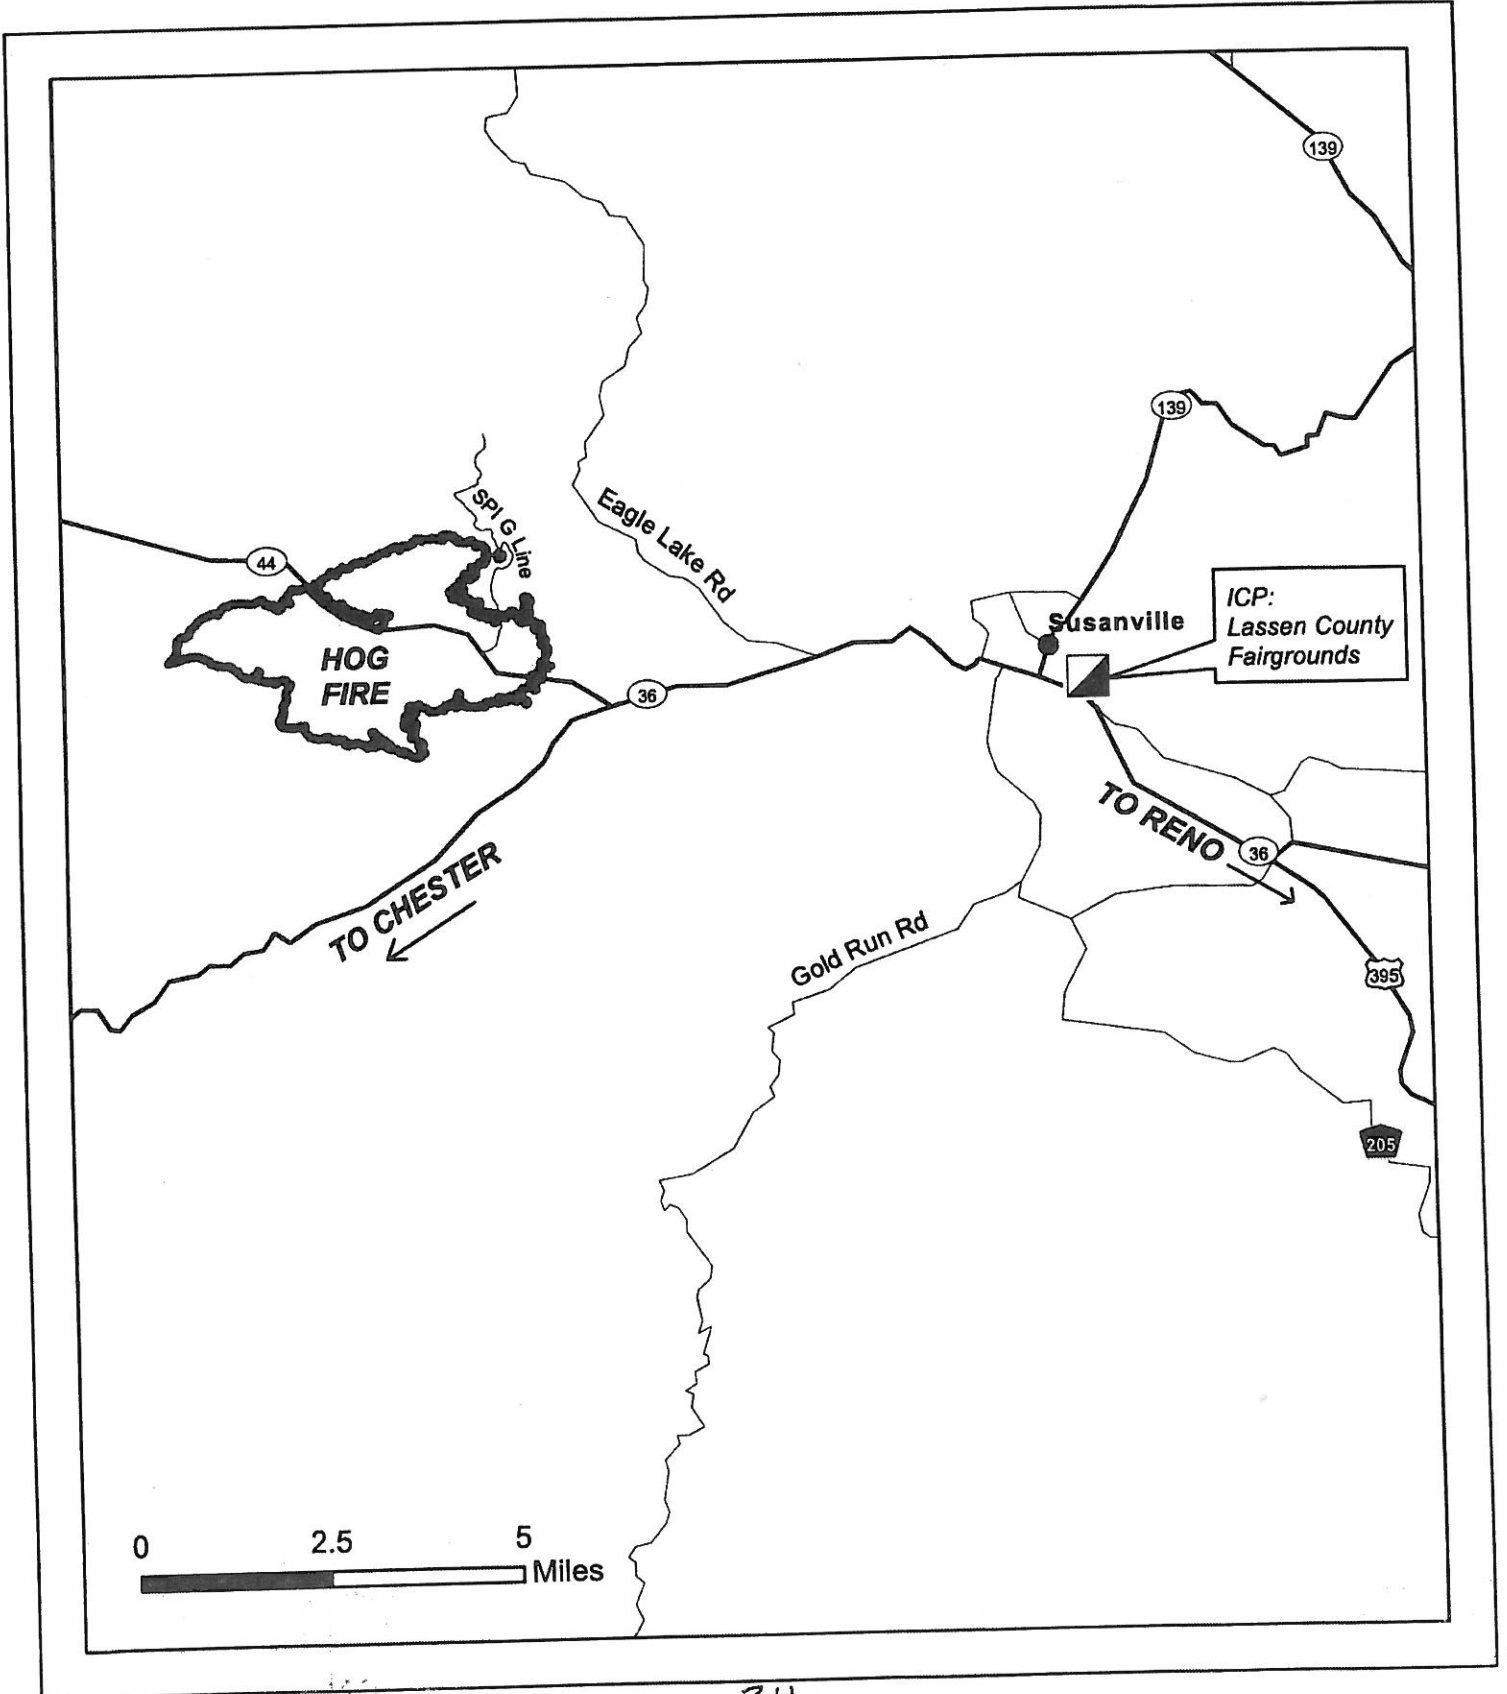 139
139
SPI G Line
Eagle Lake Rd
44
ICP:
Lassen County
Fairgrounds
Susanville
HOG
FIRE
36
TO RENO
36
TO CHESTER
Gold Run Rd
395
205
0 2.5 5
Miles